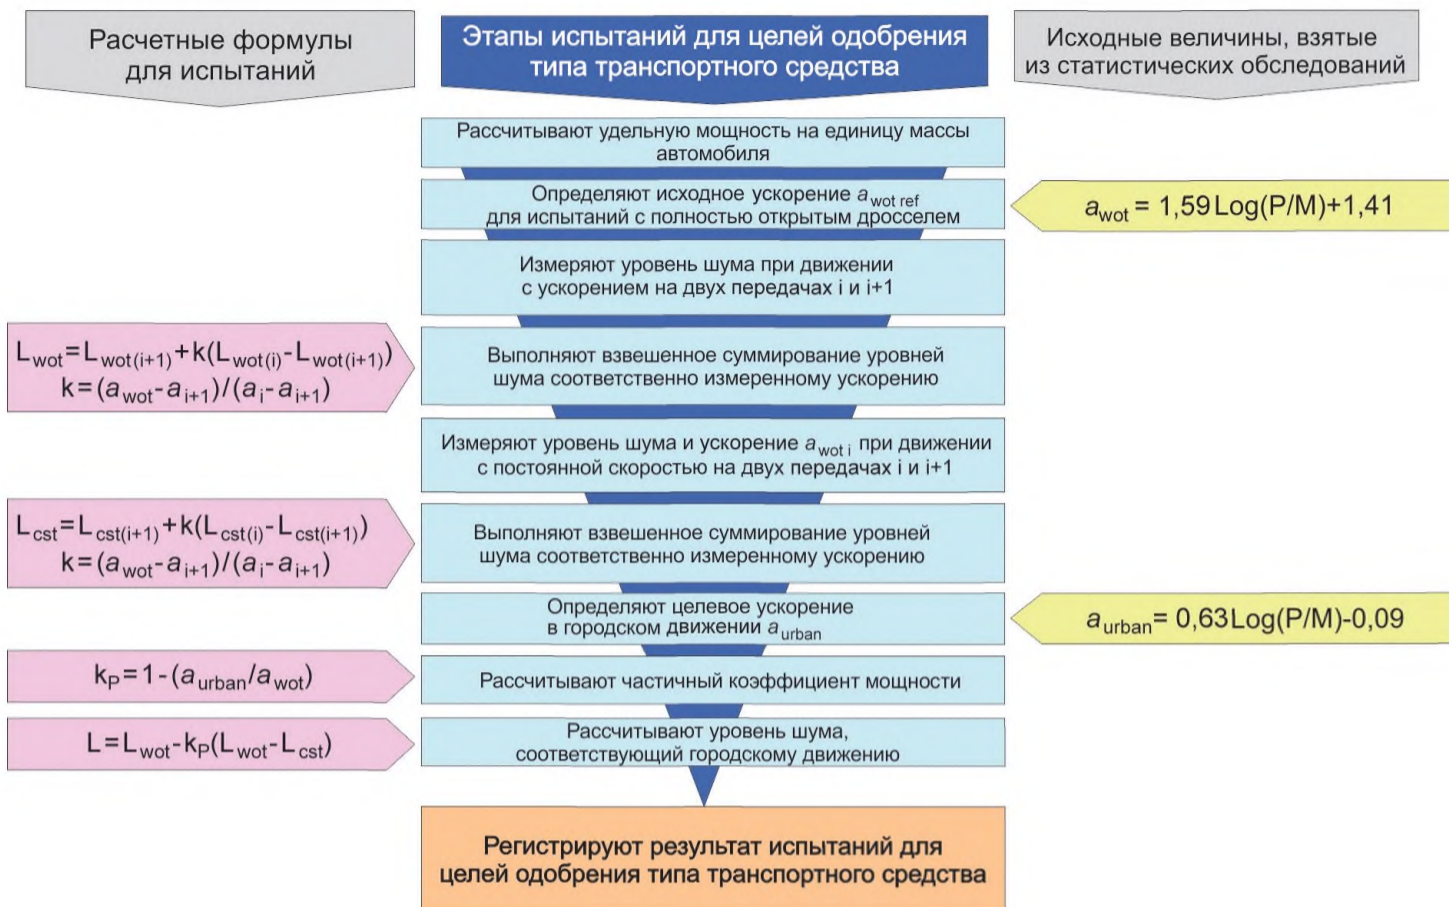 Расчетные формулы
для испытаний
Этапы испытаний для целей одобрения
типа транспортного средства
Исходные величины, взятые
из статистических обследований
Рассчитывают удельную мощность на единицу массы
автомобиля
Определяют исходное ускорение a wot ref
для испытаний с полностью открытым дросселем
a wot = 1,59 Log(P/M)+1,41
Измеряют уровень шума при движении
с ускорением на двух передачах i и i+1
L wot = L wot(i+1) + k(L wot(i) - L wot(i+1))
k = (a wot - a i+1)/(a i - a i+1)
Выполняют взвешенное суммирование уровней
шума соответственно измеренному ускорению
Измеряют уровень шума и ускорение a wot i при движении
с постоянной скоростью на двух передачах i и i+1
L cst = L cst(i+1) + k(L cst(i) - L cst(i+1))
k = (a wot - a i+1)/(a i - a i+1)
Выполняют взвешенное суммирование уровней
шума соответственно измеренному ускорению
Определяют целевое ускорение
в городском движении a urban
a urban = 0,63 Log(P/M)-0,09
k P = 1 - (a urban/a wot)
Рассчитывают частичный коэффициент мощности
L = L wot - k P(L wot - L cst)
Рассчитывают уровень шума,
соответствующий городскому движению
Регистрируют результат испытаний для
целей одобрения типа транспортного средства